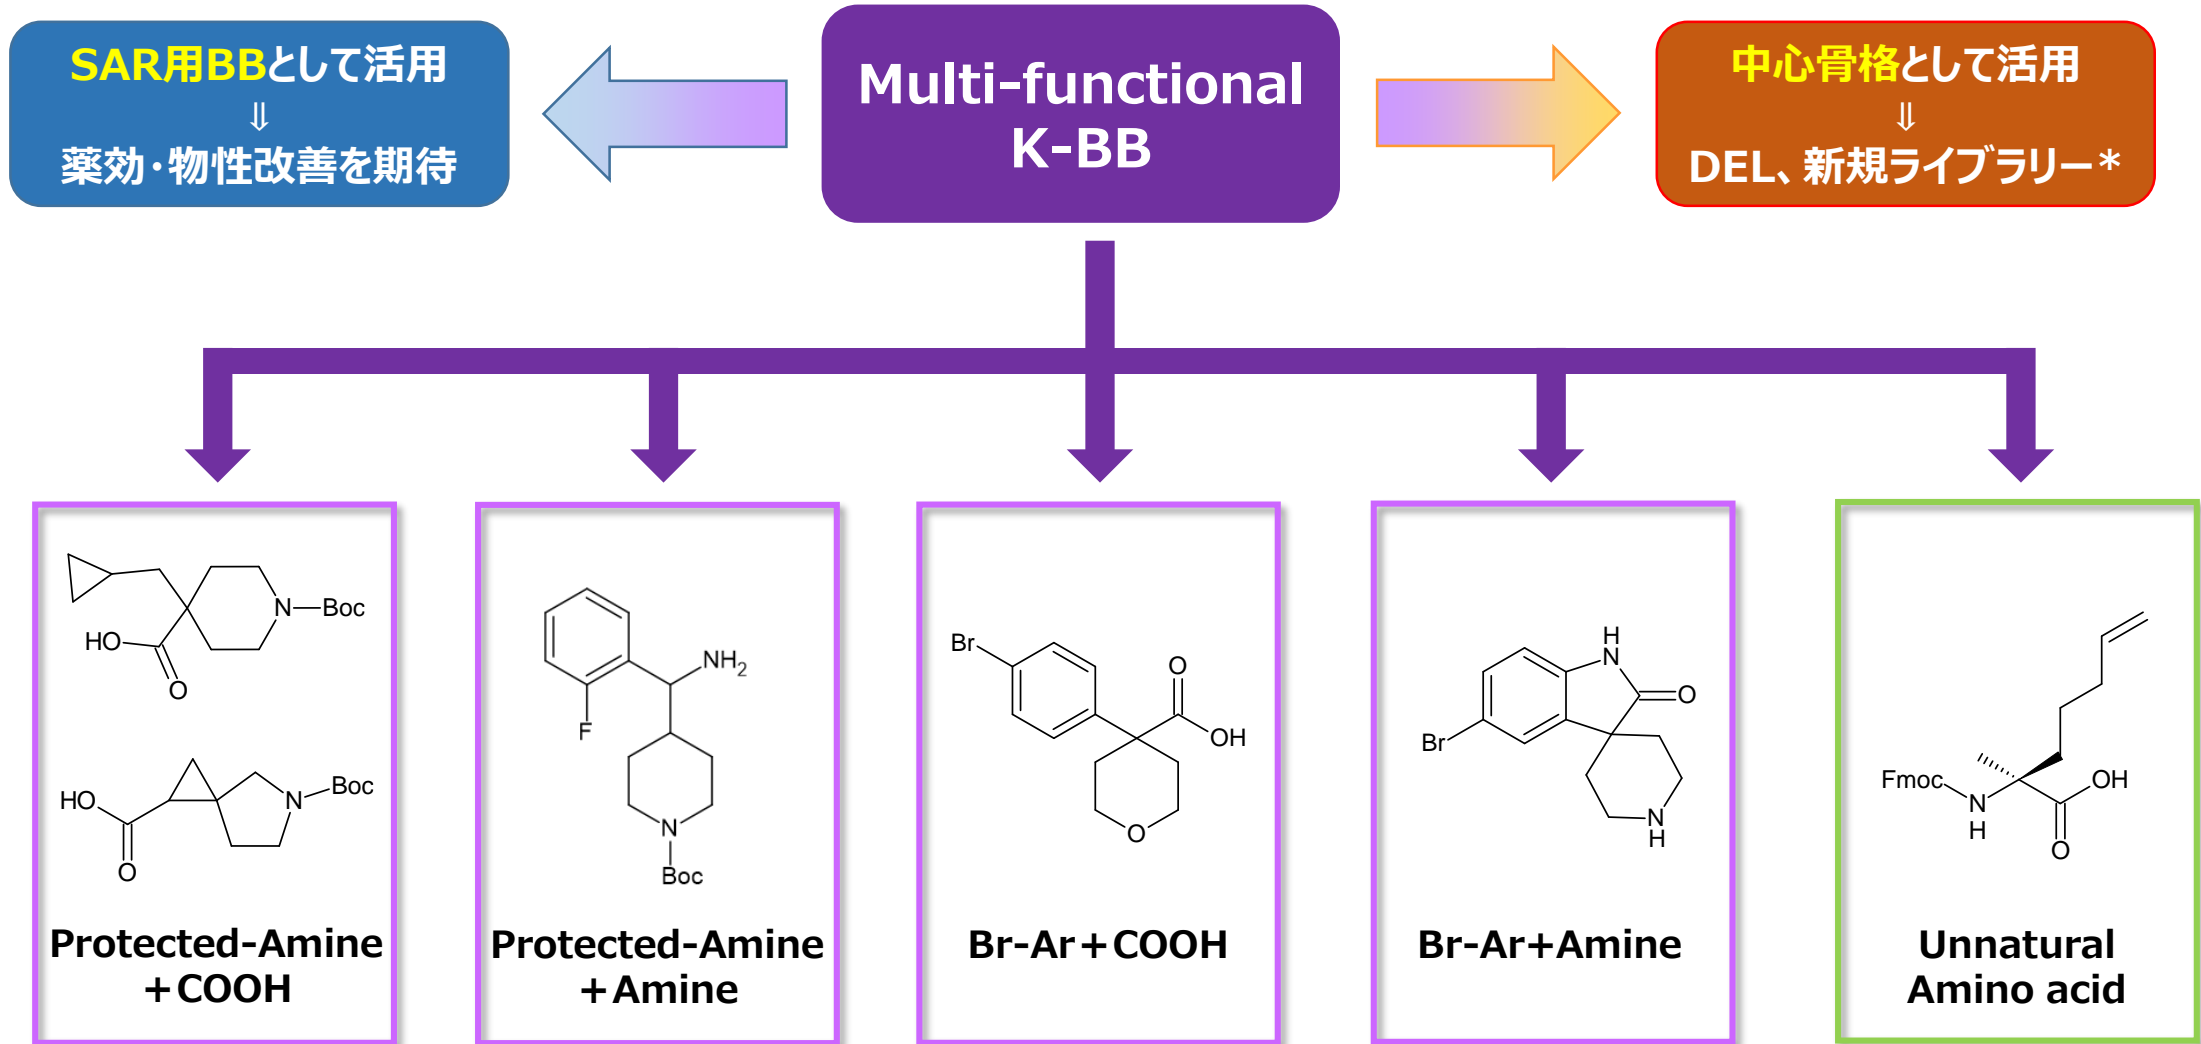 SAR用BBとして活用
⇓
薬効・物性改善を期待
Multi-functional
K-BB
中心骨格として活用
⇓
DEL、新規ライブラリー*
N
Boc
HO
O
HO
O
N
Boc
Protected-Amine
+COOH
NH2
F
N
Boc
Protected-Amine
+Amine
Br
O
OH
O
Br-Ar+COOH
H
N
O
Br
N
H
Br-Ar+Amine
Fmoc
N
H
OH
O
Unnatural
Amino acid